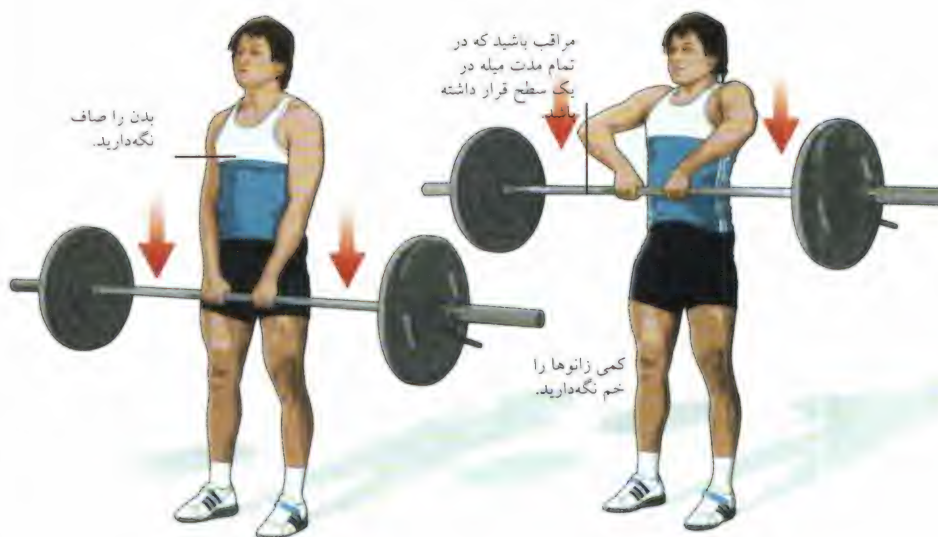 مراقب باشید که در
تمام مدت میله در
یک سطح قرار داشته
باشد.
بدن را صاف
نگه‌دارید.
کمی زانوها را
خم نگه‌دارید.